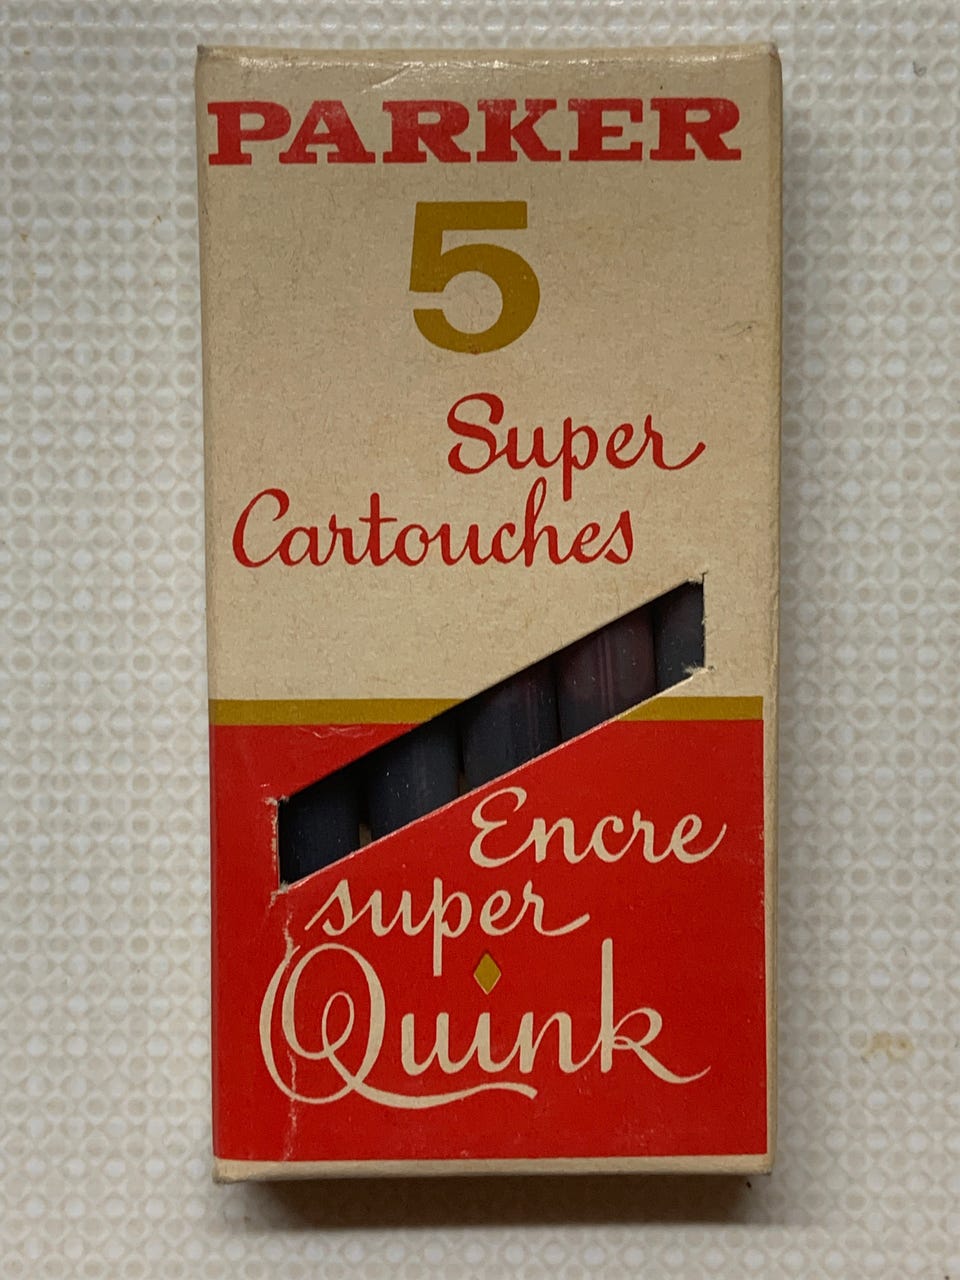 PARKER
5
Super
Cartouches
Encre
super
Quink